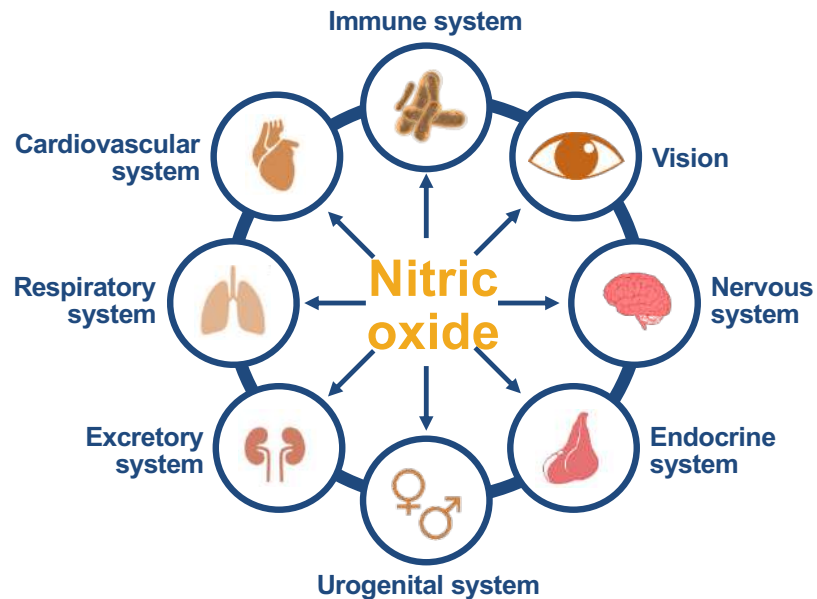 Immune system
Cardiovascular
system
Vision
Nitric
oxide
Respiratory
system
Nervous
system
Excretory
system
Endocrine
system
Urogenital system